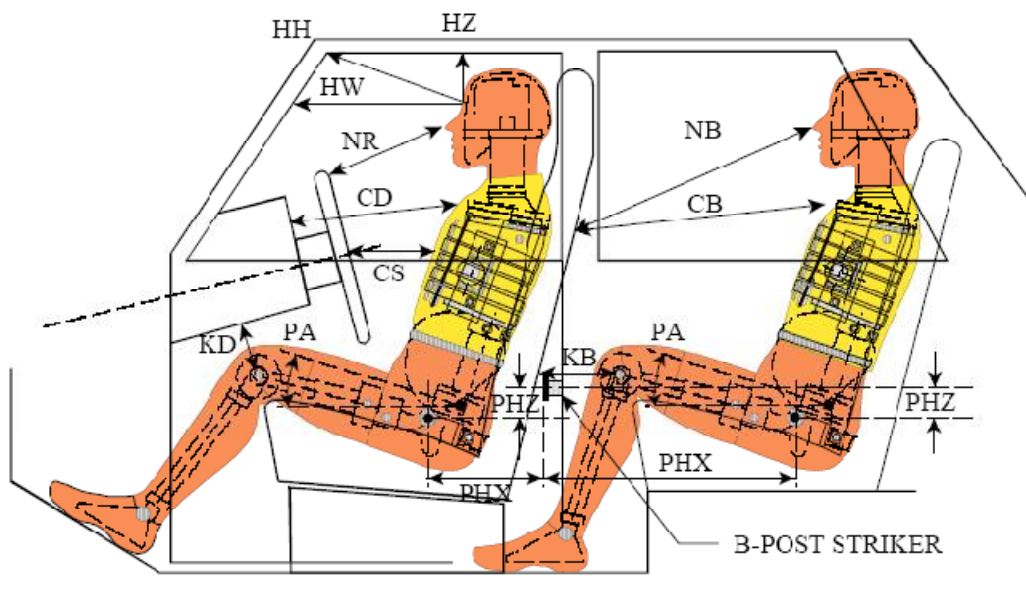 HH
HZ
HW
NR
NB
CD
CB
CS
KD
PA
KB
PA
PHZ
PHZ
PHX
PHX
B-POST STRIKER